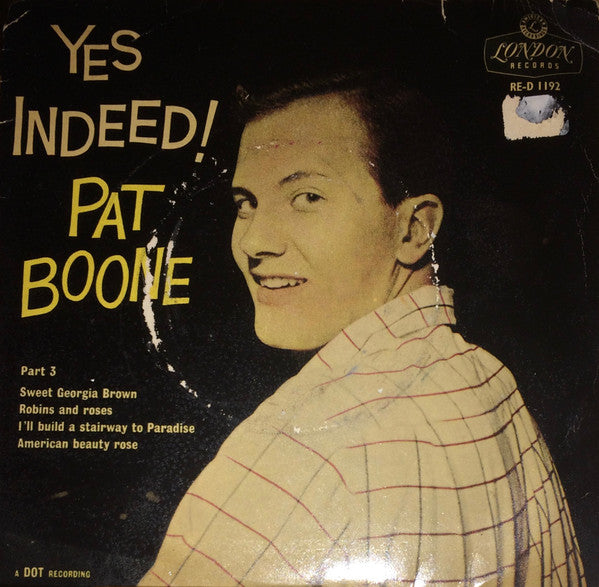 YES
INDEED!
PAT
BOONE
LONDON
RECORDS
RE-D 1192
Part 3
Sweet Georgia Brown
Robins and roses
I'll build a stairway to Paradise
American beauty rose
A DOT RECORDING